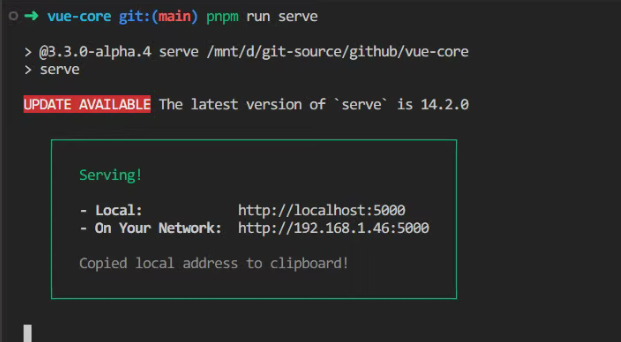 ➜ vue-core git:(main) pnpm run serve
> @3.3.0-alpha.4 serve /mnt/d/git-source/github/vue-core
> serve
UPDATE AVAILABLE The latest version of `serve` is 14.2.0
Serving!
- Local: http://localhost:5000
- On Your Network: http://192.168.1.46:5000
Copied local address to clipboard!